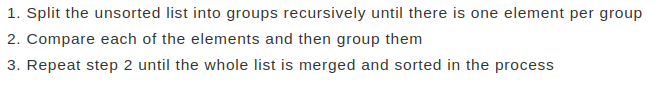 1. Split the unsorted list into groups recursively until there is one element per group
2. Compare each of the elements and then group them
3. Repeat step 2 until the whole list is merged and sorted in the process